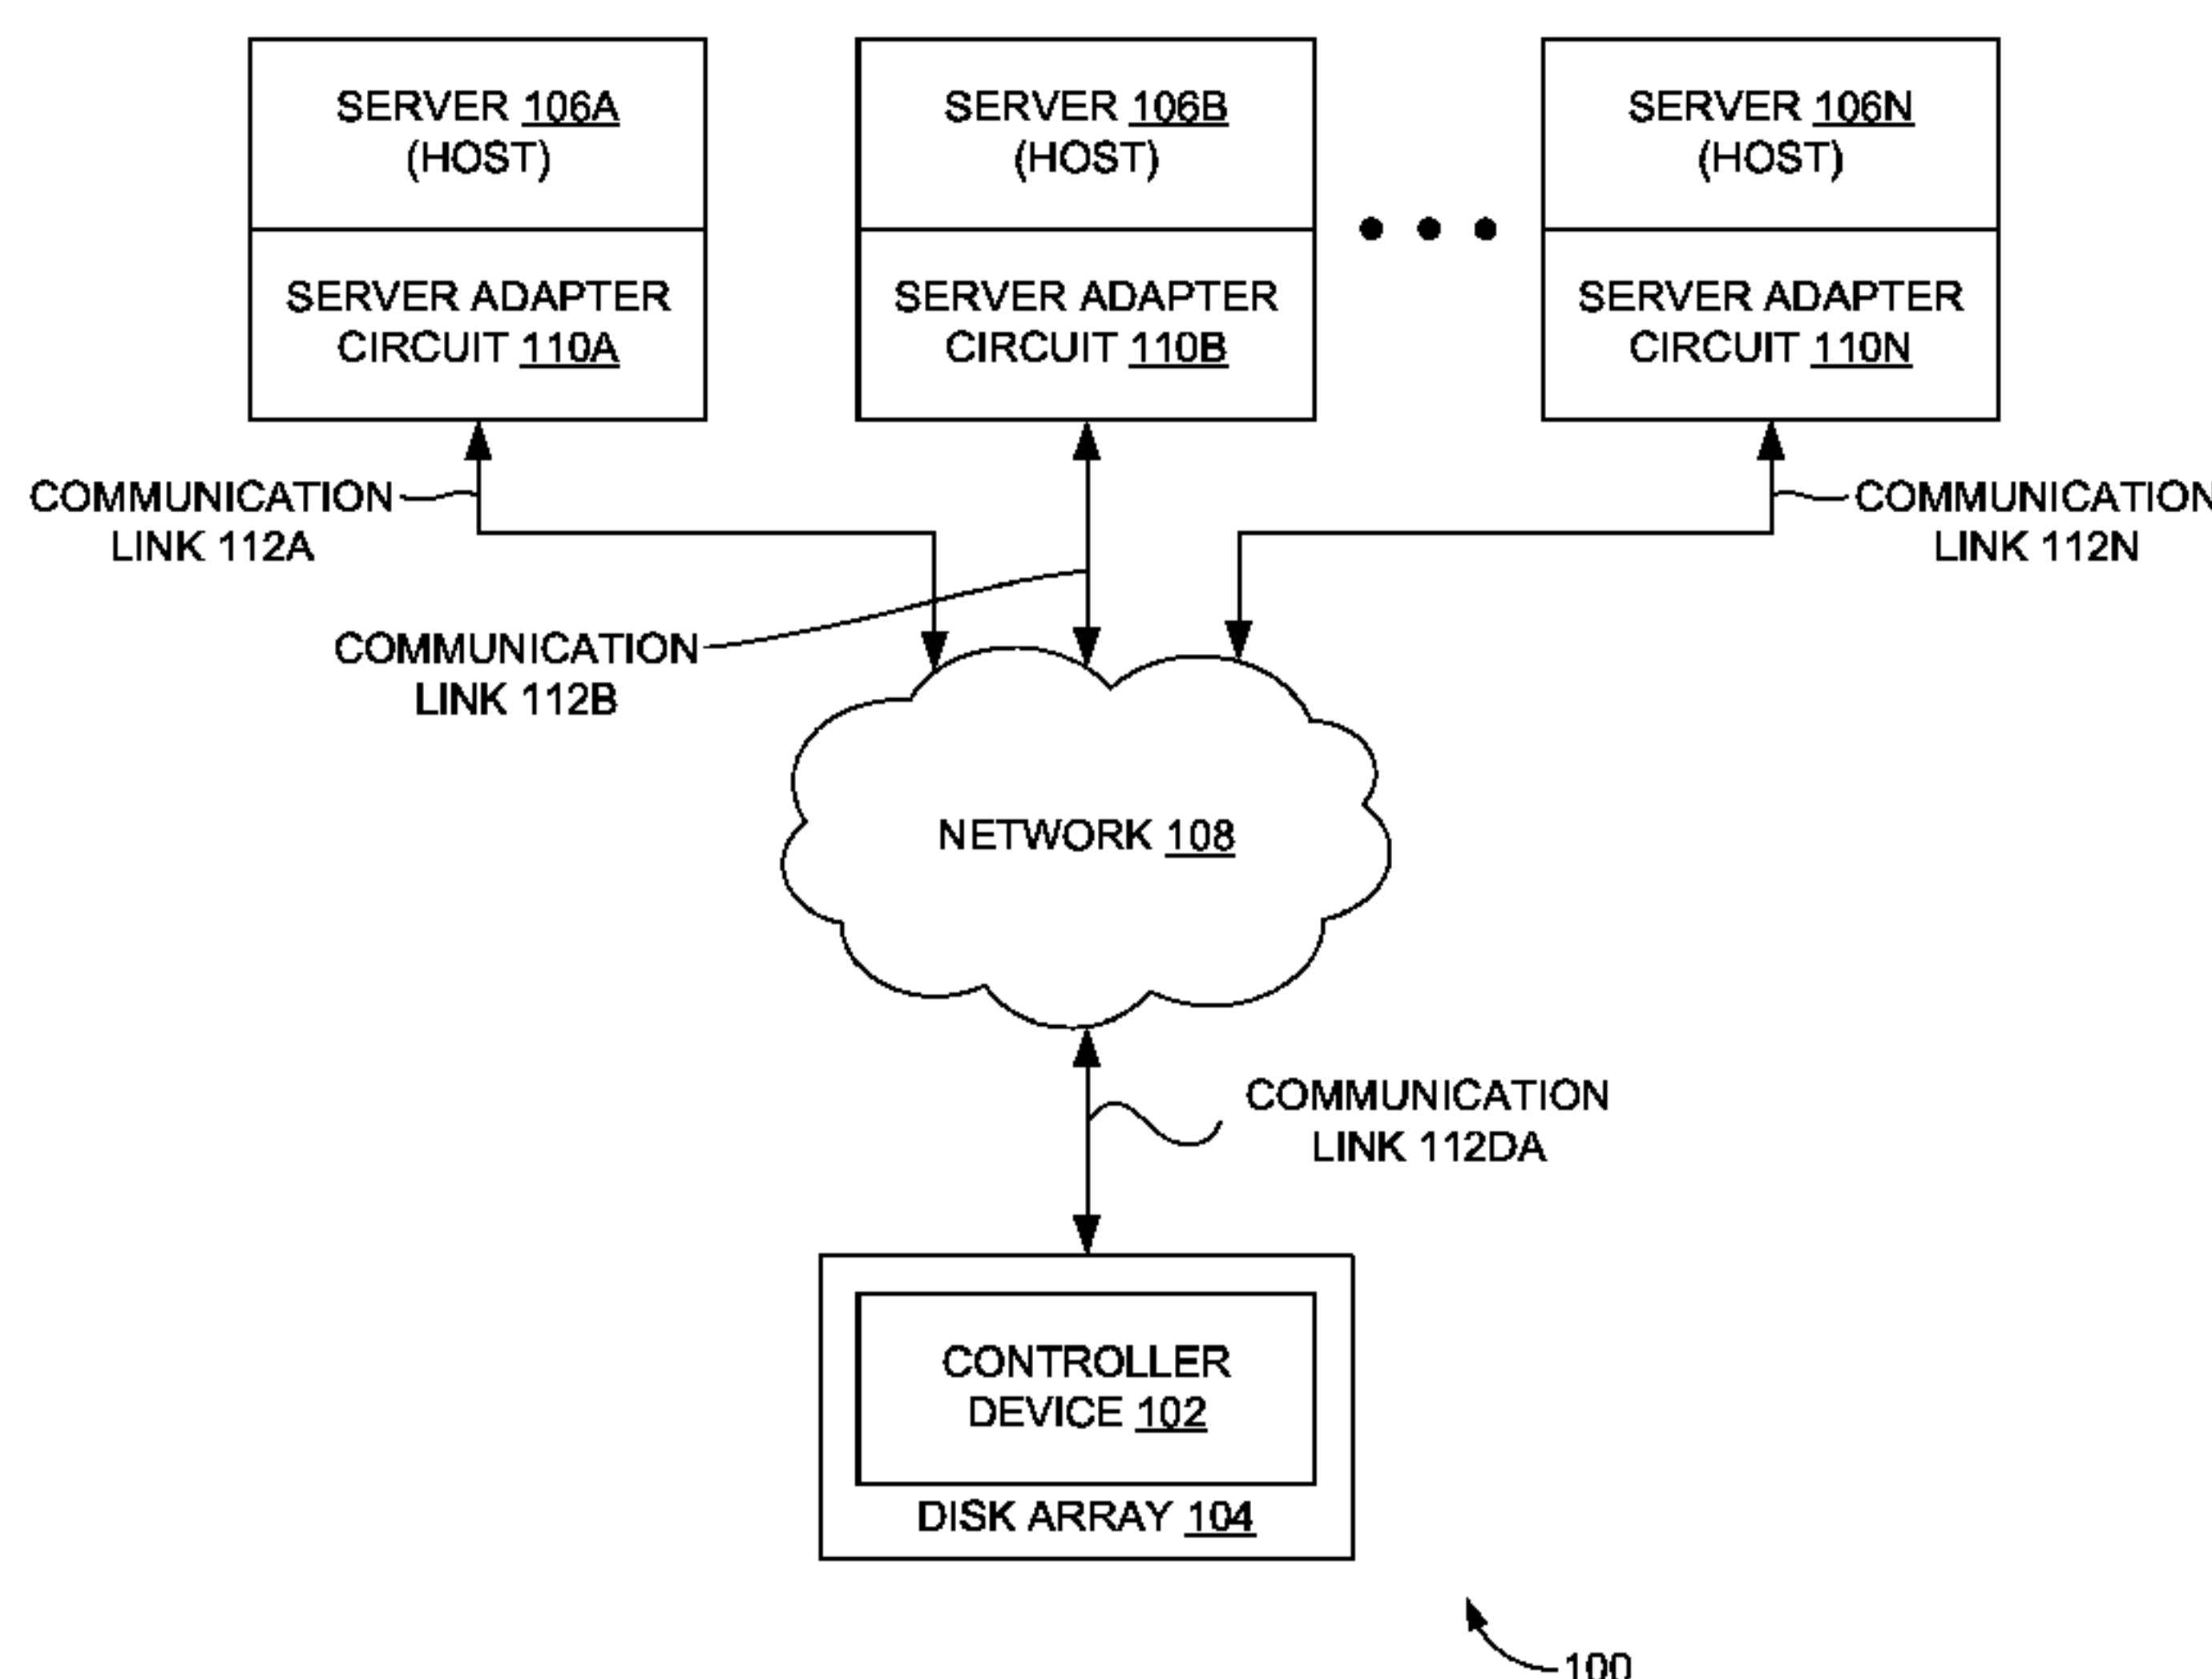 SERVER 106A
(HOST)
SERVER ADAPTER
CIRCUIT 110A
SERVER 106B
(HOST)
SERVER ADAPTER
CIRCUIT 110B
SERVER 106N
(HOST)
SERVER ADAPTER
CIRCUIT 110N
COMMUNICATION
LINK 112A
COMMUNICATION
LINK 112N
COMMUNICATION
LINK 112B
NETWORK 108
COMMUNICATION
LINK 112DA
CONTROLLER
DEVICE 102
DISK ARRAY 104
100